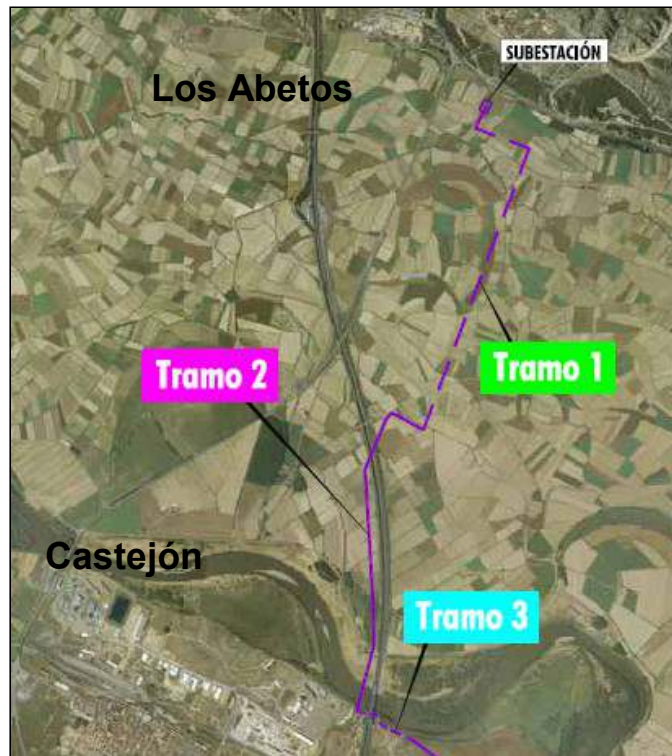 SUBESTACIÓN
Los Abetos
Tramo 2
Tramo 1
Castejón
Tramo 3